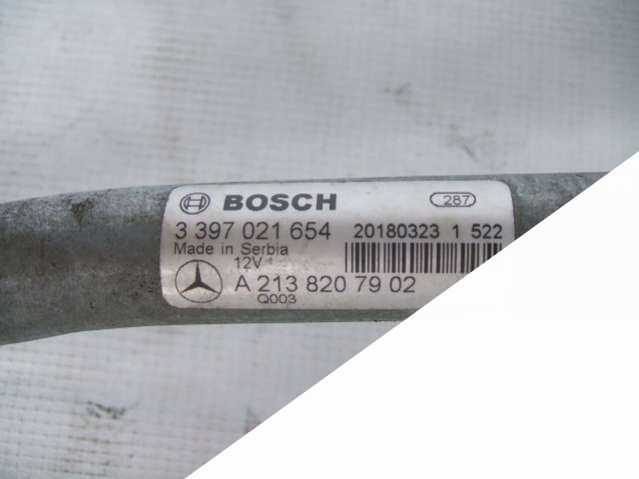 BOSCH 287
3 397 021 654 20180323 1 522
Made in Serbia
12V
A 213 820 79 02
Q003